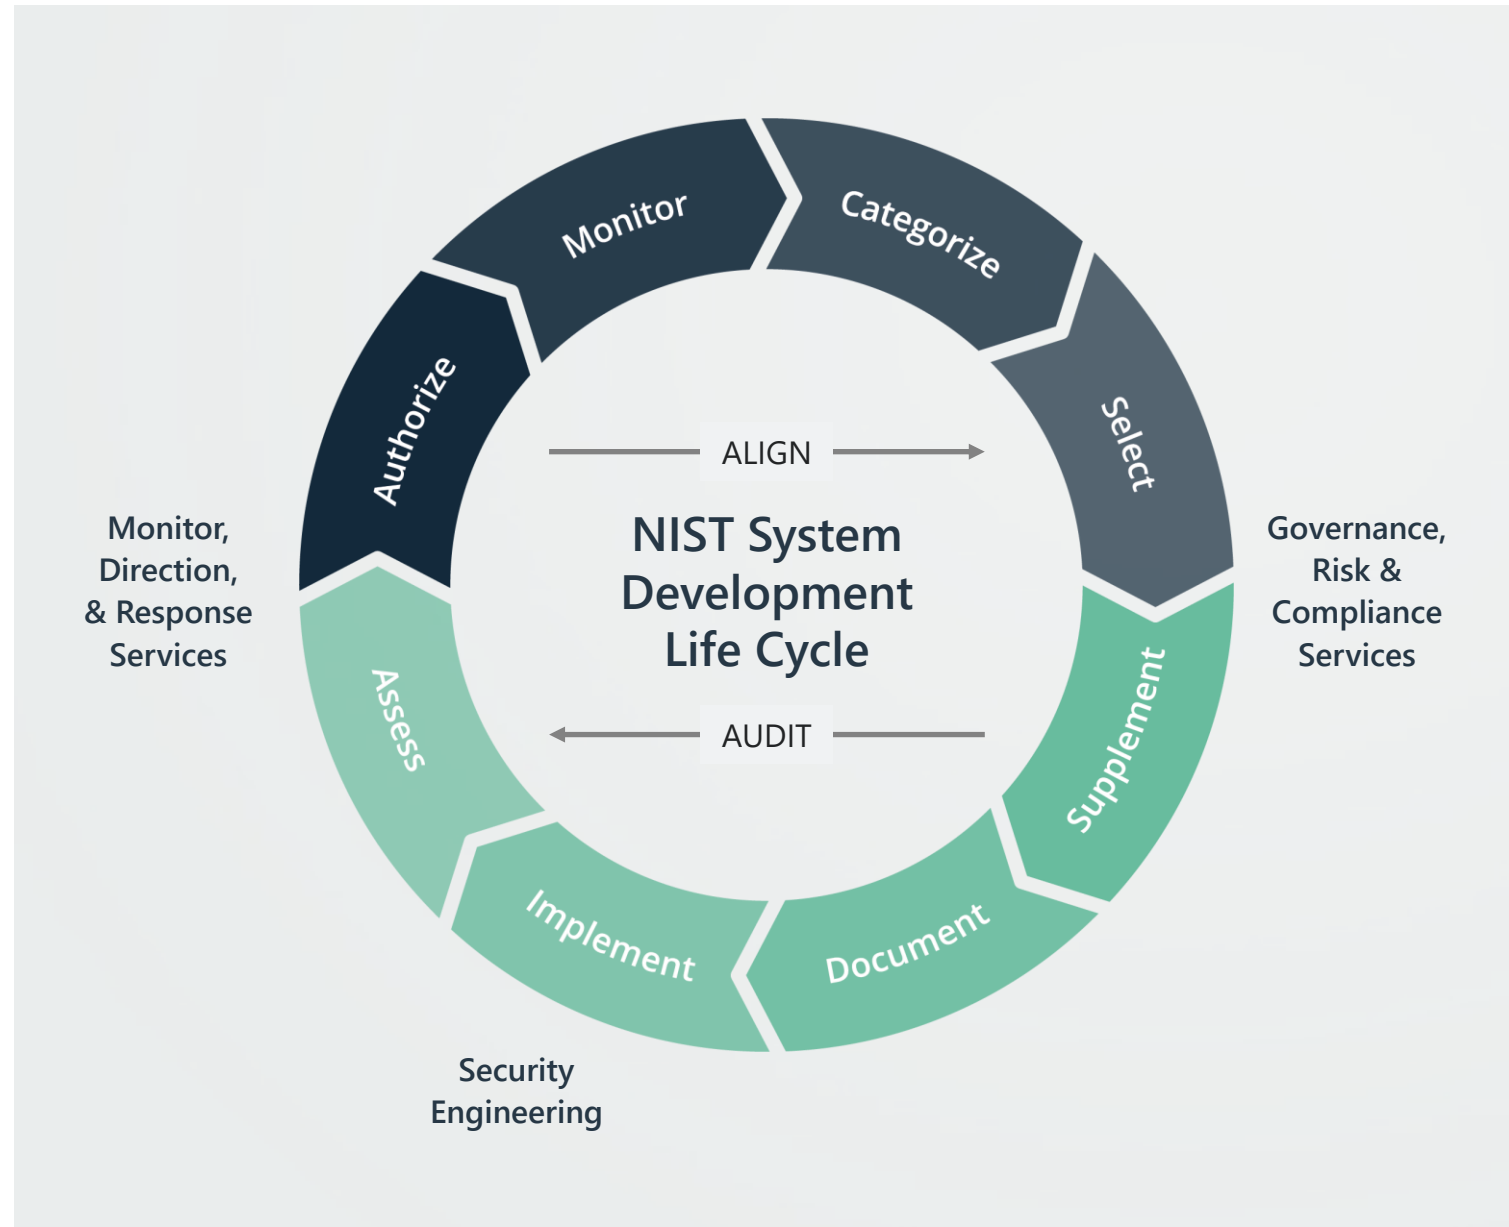 Monitor
Categorize
Authorize
Select
ALIGN
NIST System
Development
Life Cycle
AUDIT
Monitor,
Direction,
& Response
Services
Governance,
Risk &
Compliance
Services
Assess
Supplement
Implement
Document
Security
Engineering